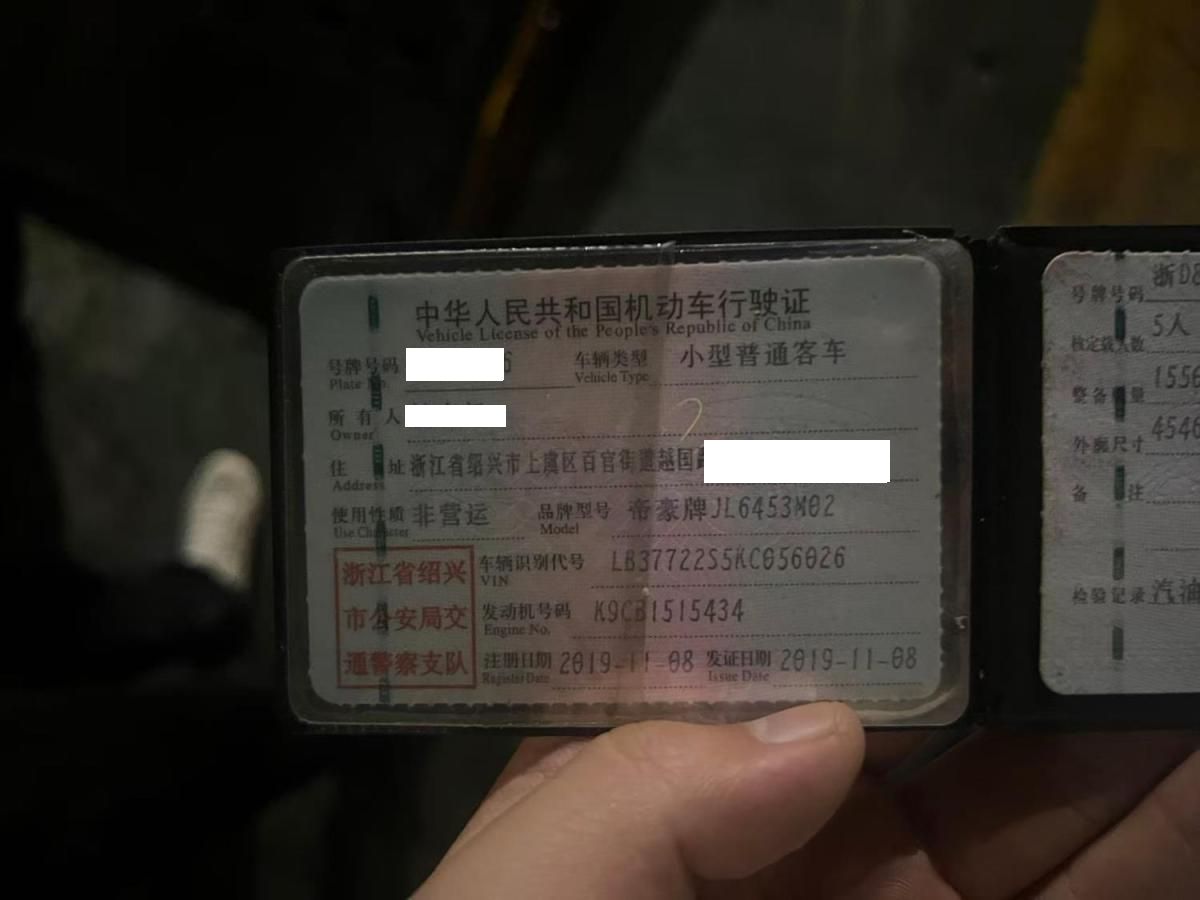 中华人民共和国机动车行驶证
Vehicle License of the People's Republic of China
号牌号码 6 车辆类型 小型普通客车
Plate No. Vehicle Type
所有人
Owner
住址 浙江省绍兴市上虞区百官街道越国
Address
使用性质 非营运 品牌型号 帝豪牌JL6453M02
Use Character Model
浙江省绍兴
市公安局交
通警察支队
车辆识别代号 LB37722S5KC056026
VIN
发动机号码 K9CB1515434
Engine No.
注册日期 2019-11-08 发证日期 2019-11-08
Register Date Issue Date
号牌号码 浙D
核定载人数 5人
整备质量 1556
外廓尺寸 4546
备注
检验记录 汽油